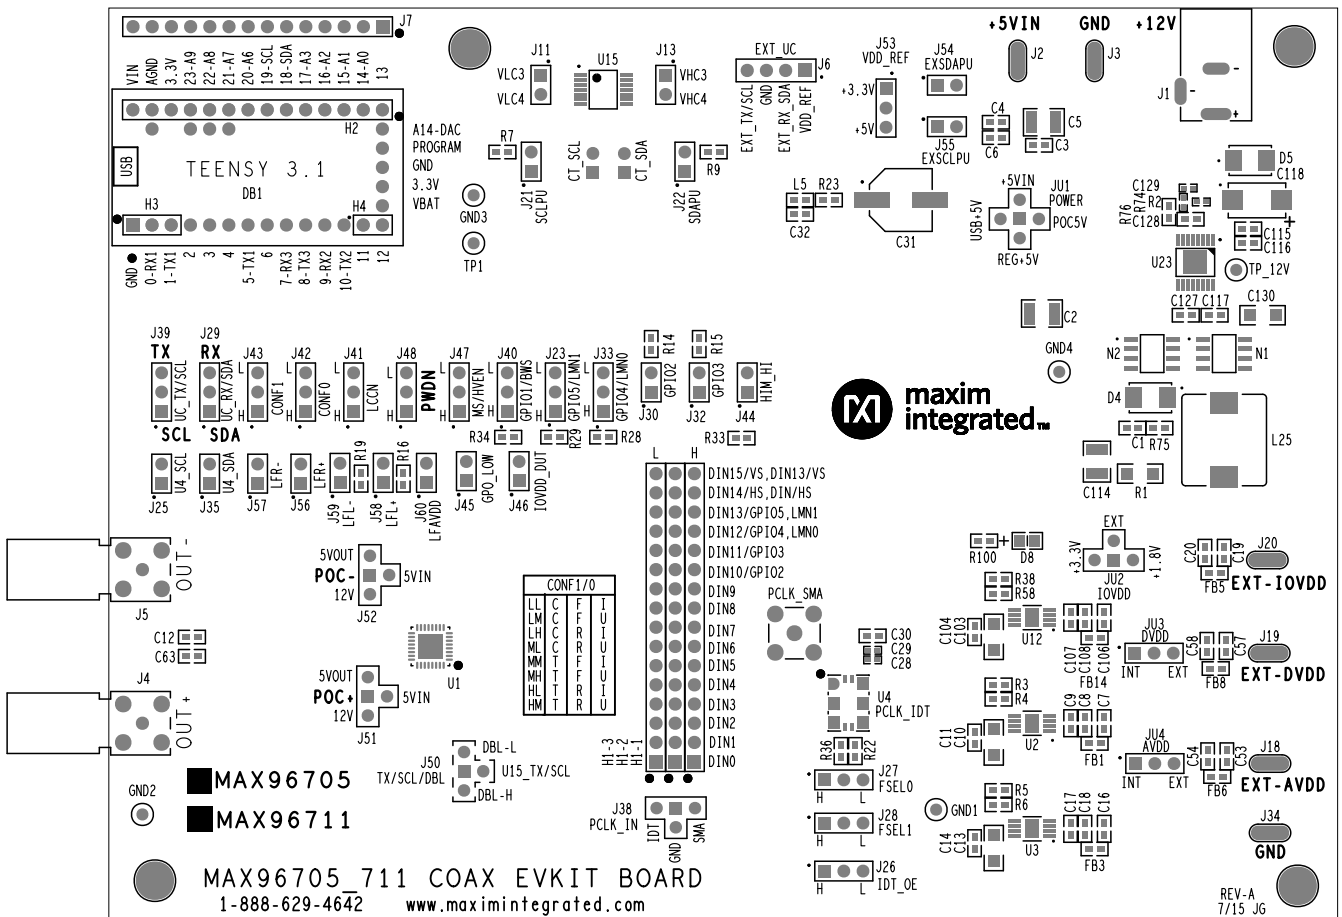 J7
VIN
AGND
3.3V
23-A9
22-A8
21-A7
20-A6
19-SCL
18-SDA
17-A3
16-A2
15-A1
14-A0
13
H2
USB
TEENSY 3.1
DB1
H3
H4
A14-DAC
PROGRAM
GND
3.3V
VBAT
GND
0-RX1
1-TX1
2
3
4
5-TX1
6
7-RX3
8-TX3
9-RX2
10-TX2
11
12
GND3
TP1
J11
VLC3
VLC4
U15
J13
VHC3
VHC4
R7
J21
SCLPU
CT_SCL
CT_SDA
J22
SDAPU
R9
EXT_UC
J6
EXT_TX/SCL
GND
EXT_RX_SDA
VDD_REF
J53
VDD_REF
+3.3V
+5V
J54
EXSDAPU
J55
EXSCLPU
+5VIN
J2
GND
J3
+12V
J1
-
-
+
C4
C6
C5
C3
L5
R23
C32
C31
+5VIN
JU1
POWER
USB+5V
POC5V
REG+5V
D5
C118
+
C129
R2
R74
R76
C128
C115
C116
U23
TP_12V
C127
C117
C130
C2
GND4
N2
N1
D4
C1
R75
L25
C114
R1
maxim
integrated™
J39
TX
UC_TX/SCL
SCL
J29
RX
UC_RX/SDA
SDA
J43
L
H
CONF1
J42
L
H
CONF0
J41
L
H
LCCN
J48
L
H
PWDN
J47
L
H
MS/HVEN
J40
L
H
GPIO1/BWS
J23
L
H
GPIO5/LMN1
J33
L
H
GPIO4/LMN0
R14
GPIO2
J30
R15
GPIO3
J32
HIM_HI
J44
R34
R29
R28
R33
U4_SCL
J25
U4_SDA
J35
LFR-
J57
LFR+
J56
R19
J59
LFL-
R16
J58
LFL+
J60
LFAVDD
GPO_LOW
J45
IOVDD_DUT
J46
L
H
DIN15/VS,DIN13/VS
DIN14/HS,DIN/HS
DIN13/GPIO5,LMN1
DIN12/GPIO4,LMN0
DIN11/GPIO3
DIN10/GPIO2
DIN9
DIN8
DIN7
DIN6
DIN5
DIN4
DIN3
DIN2
DIN1
DIN0
H1-3
H1-2
H1-1
OUT-
J5
C12
C63
J4
OUT+
5VOUT
POC-
5VIN
12V
J52
5VOUT
POC+
5VIN
12V
J51
U1
CONF1/0
LL C F I
LM C F U
LH C R I
ML C R U
MM T F I
MH T F U
HL T R I
HM T R U
PCLK_SMA
C30
C29
C28
U4
PCLK_IDT
R36
R22
J27
FSEL0
H
L
J28
FSEL1
H
L
J26
IDT_OE
H
L
J50
TX/SCL/DBL
DBL-L
U15_TX/SCL
DBL-H
J38
PCLK_IN
IDT
GND
SMA
R100
+
D8
EXT
+3.3V
+1.8V
JU2
IOVDD
C20
C19
FB5
J20
EXT-IOVDD
R38
R58
C104
C103
U12
C107
C108
C106
FB14
JU3
DVDD
INT
EXT
C58
C57
FB8
J19
EXT-DVDD
R3
R4
C11
C10
U2
C9
C8
C7
FB1
JU4
AVDD
INT
EXT
C54
C53
FB6
J18
EXT-AVDD
R5
R6
C14
C13
U3
C17
C18
C16
FB3
J34
GND
GND1
GND2
MAX96705
MAX96711
MAX96705_711 COAX EVKIT BOARD
1-888-629-4642 www.maximintegrated.com
REV-A
7/15 JG